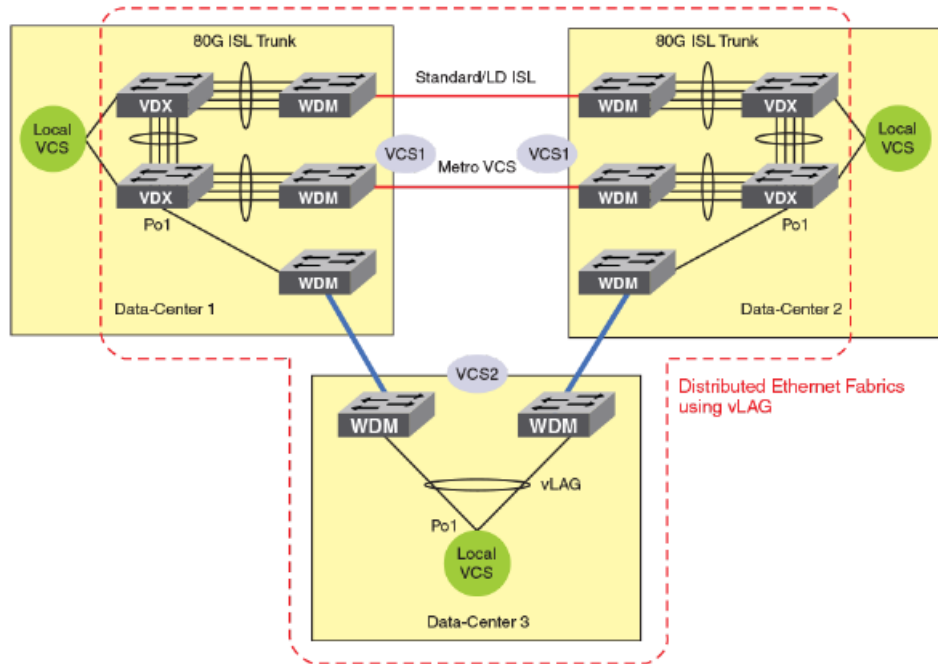 80G ISL Trunk
80G ISL Trunk
Standard/LD ISL
VDX
WDM
WDM
VDX
Local
VCS
Local
VCS
VCS1
VCS1
Metro VCS
VDX
WDM
WDM
VDX
Po1
Po1
WDM
WDM
Data-Center 1
Data-Center 2
VCS2
Distributed Ethernet Fabrics
using vLAG
WDM
WDM
vLAG
Po1
Local
VCS
Data-Center 3